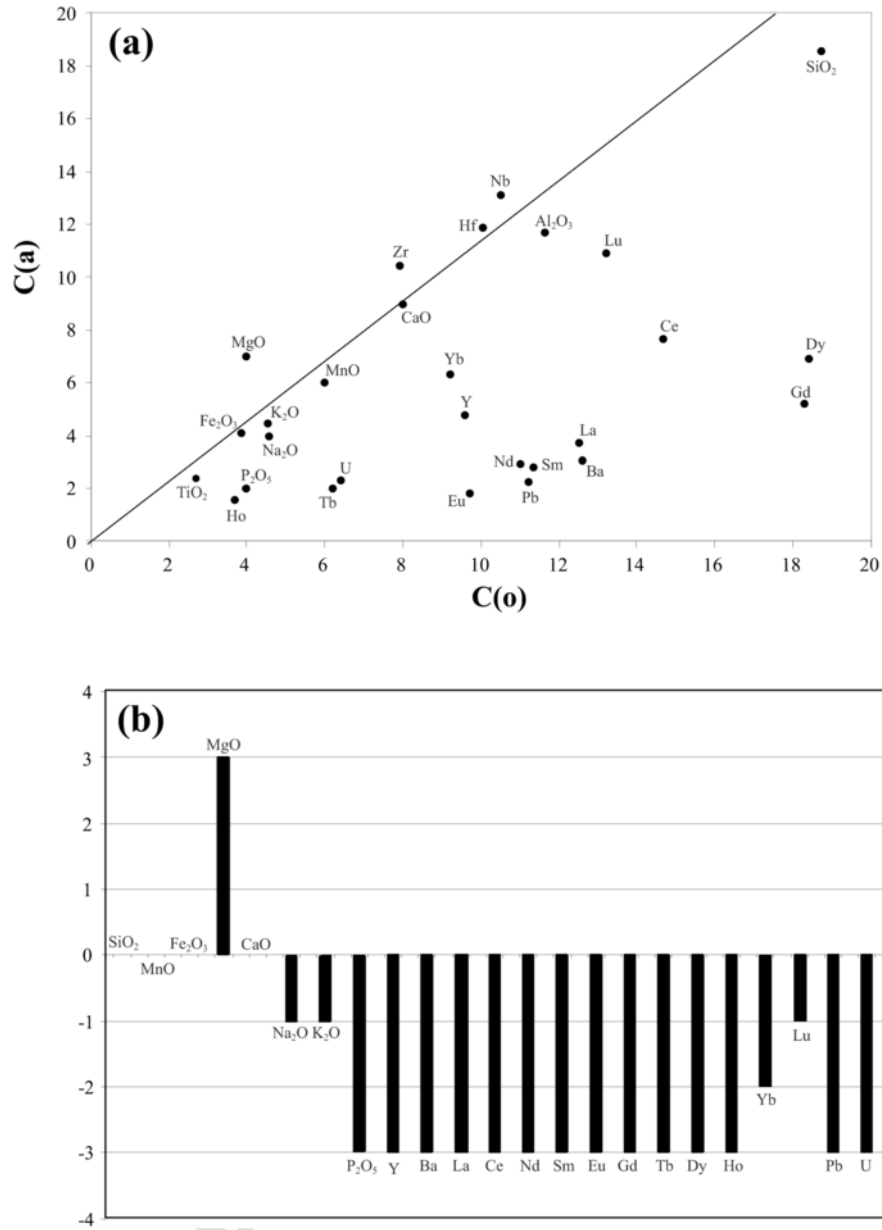 (a)
20
18
16
14
12
10
8
6
4
2
0
C(a)
SiO₂
Nb
Hf
Al₂O₃
Lu
Zr
CaO
Ce
Dy
MgO
MnO
Yb
Gd
Fe₂O₃
K₂O
Y
Na₂O
La
TiO₂
P₂O₅
U
Nd
Sm
Ba
Ho
Tb
Eu
Pb
0 2 4 6 8 10 12 14 16 18 20
C(o)
(b)
4
3
2
1
0
-1
-2
-3
-4
MgO
SiO₂
MnO
Fe₂O₃
CaO
Na₂O
K₂O
Lu
Yb
P₂O₅ Y Ba La Ce Nd Sm Eu Gd Tb Dy Ho Pb U